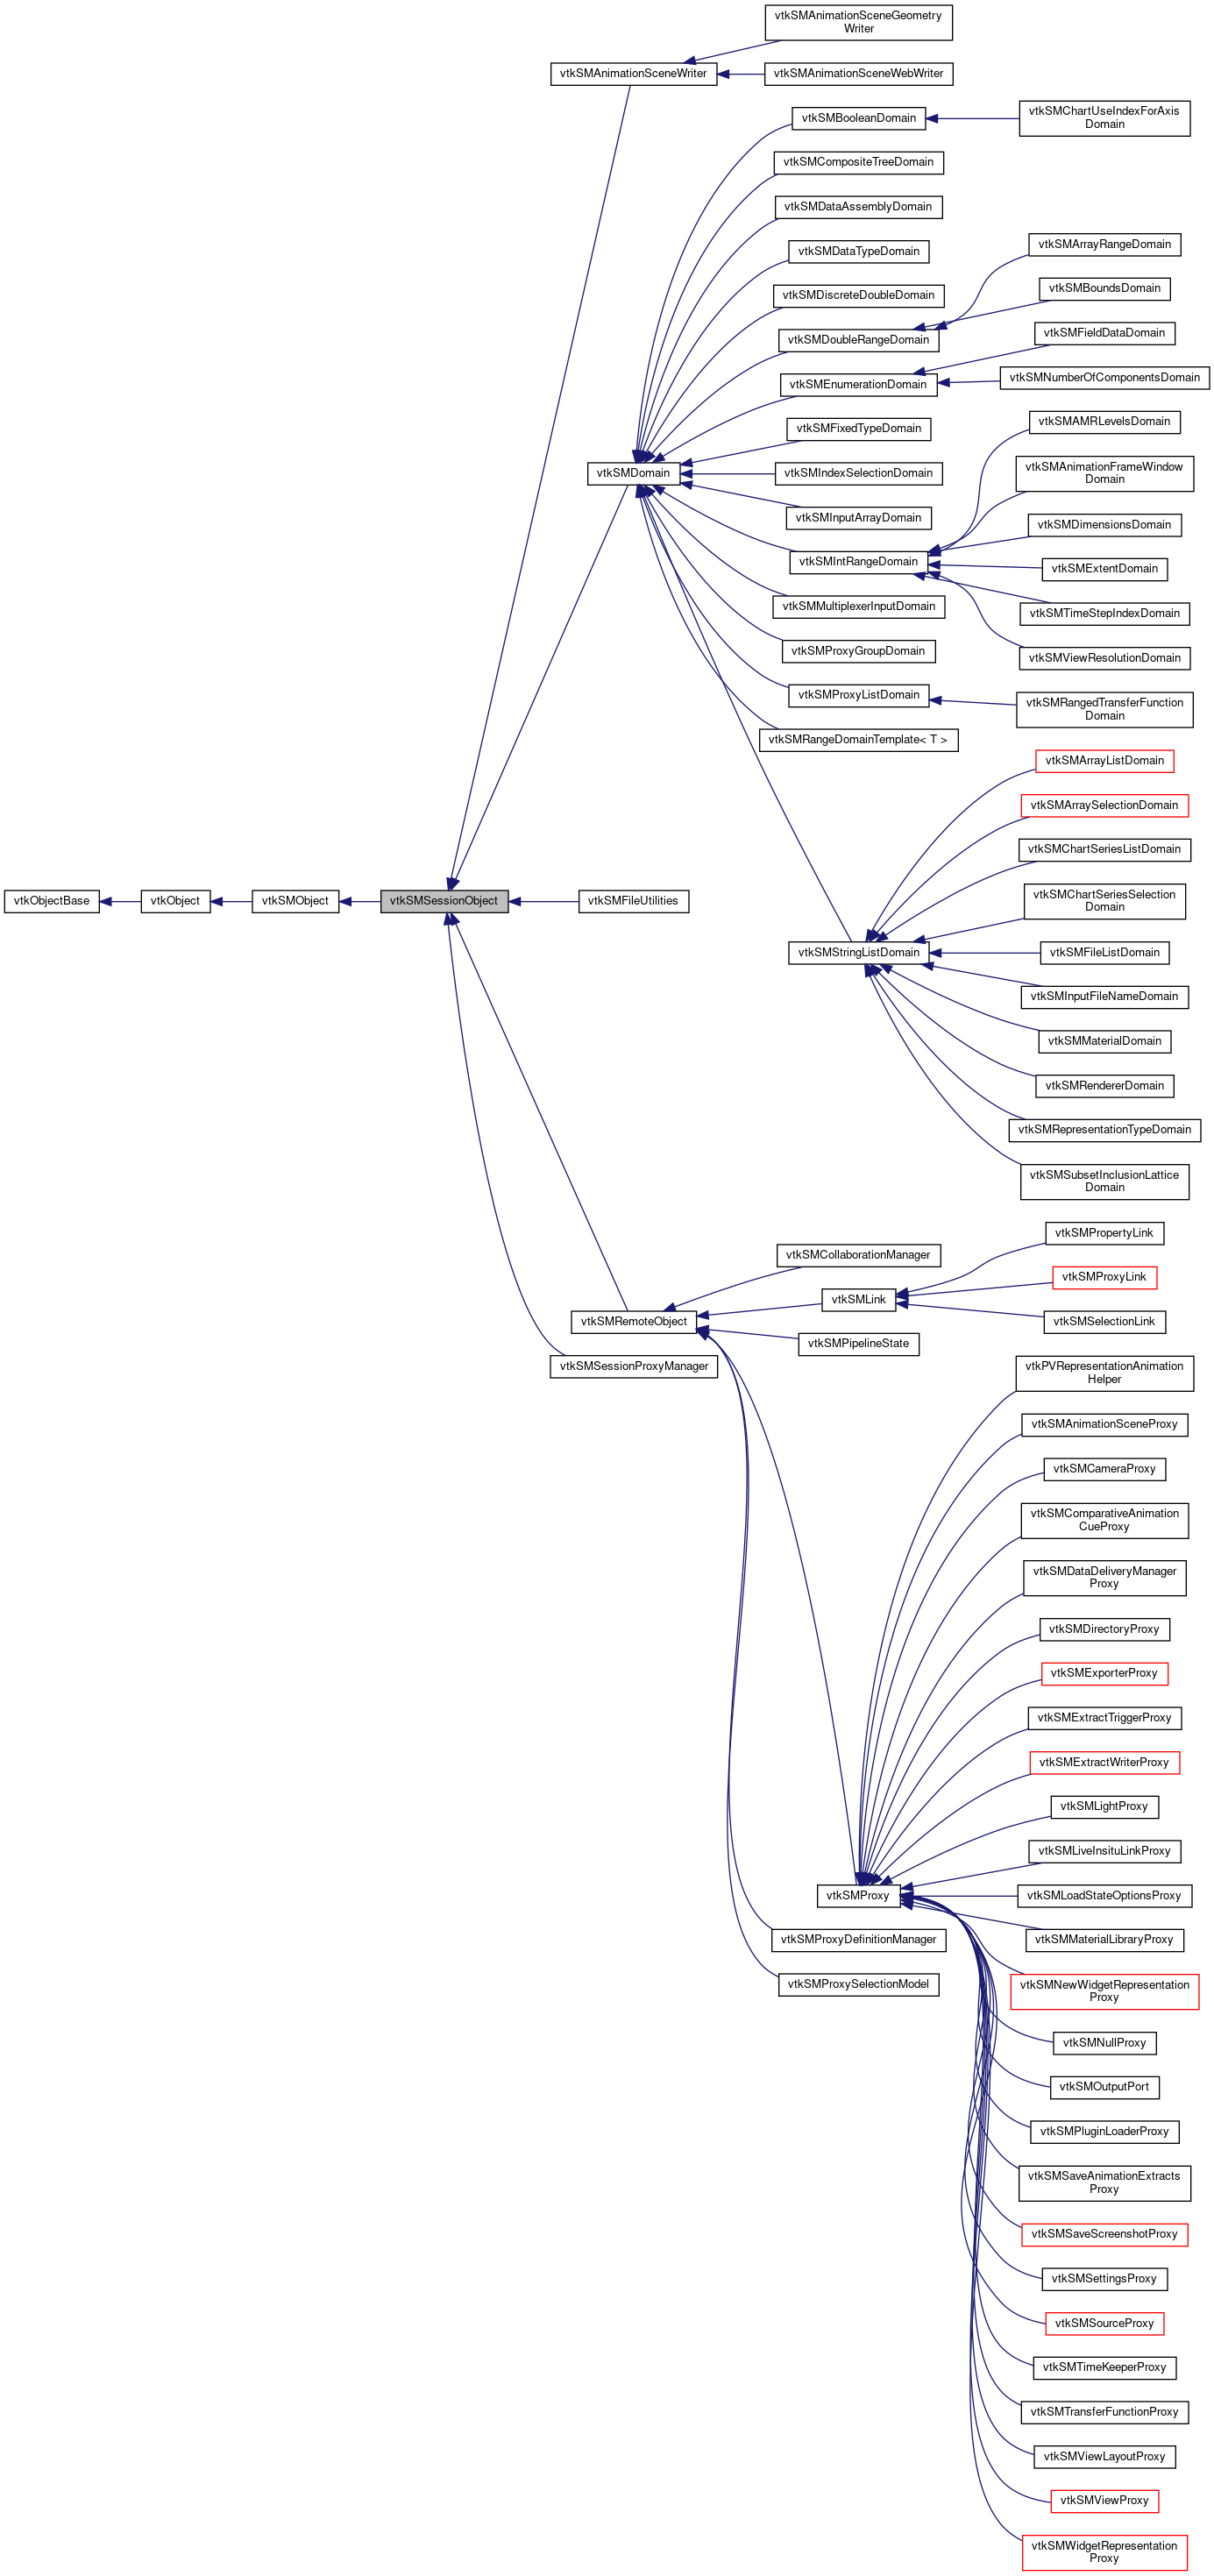 vtkSMAnimationSceneGeometry
Writer
vtkSMAnimationSceneWriter
vtkSMAnimationSceneWebWriter
vtkSMBooleanDomain
vtkSMChartUseIndexForAxis
Domain
vtkSMCompositeTreeDomain
vtkSMDataAssemblyDomain
vtkSMDataTypeDomain
vtkSMArrayRangeDomain
vtkSMDiscreteDoubleDomain
vtkSMBoundsDomain
vtkSMDoubleRangeDomain
vtkSMFieldDataDomain
vtkSMEnumerationDomain
vtkSMNumberOfComponentsDomain
vtkSMFixedTypeDomain
vtkSMAMRLevelsDomain
vtkSMDomain
vtkSMIndexSelectionDomain
vtkSMAnimationFrameWindow
Domain
vtkSMInputArrayDomain
vtkSMDimensionsDomain
vtkSMIntRangeDomain
vtkSMExtentDomain
vtkSMMultiplexerInputDomain
vtkSMTimeStepIndexDomain
vtkSMProxyGroupDomain
vtkSMViewResolutionDomain
vtkSMProxyListDomain
vtkSMRangedTransferFunction
Domain
vtkSMRangeDomainTemplate< T >
vtkSMArrayListDomain
vtkSMArraySelectionDomain
vtkSMChartSeriesListDomain
vtkObjectBase
vtkObject
vtkSMObject
vtkSMSessionObject
vtkSMFileUtilities
vtkSMChartSeriesSelection
Domain
vtkSMStringListDomain
vtkSMFileListDomain
vtkSMInputFileNameDomain
vtkSMMaterialDomain
vtkSMRendererDomain
vtkSMRepresentationTypeDomain
vtkSMSubsetInclusionLattice
Domain
vtkSMPropertyLink
vtkSMCollaborationManager
vtkSMProxyLink
vtkSMLink
vtkSMRemoteObject
vtkSMSelectionLink
vtkSMPipelineState
vtkSMSessionProxyManager
vtkPVRepresentationAnimation
Helper
vtkSMAnimationSceneProxy
vtkSMCameraProxy
vtkSMComparativeAnimation
CueProxy
vtkSMDataDeliveryManager
Proxy
vtkSMDirectoryProxy
vtkSMExporterProxy
vtkSMExtractTriggerProxy
vtkSMExtractWriterProxy
vtkSMLightProxy
vtkSMLiveInsituLinkProxy
vtkSMProxy
vtkSMLoadStateOptionsProxy
vtkSMProxyDefinitionManager
vtkSMMaterialLibraryProxy
vtkSMProxySelectionModel
vtkSMNewWidgetRepresentation
Proxy
vtkSMNullProxy
vtkSMOutputPort
vtkSMPluginLoaderProxy
vtkSMSaveAnimationExtracts
Proxy
vtkSMSaveScreenshotProxy
vtkSMSettingsProxy
vtkSMSourceProxy
vtkSMTimeKeeperProxy
vtkSMTransferFunctionProxy
vtkSMViewLayoutProxy
vtkSMViewProxy
vtkSMWidgetRepresentation
Proxy